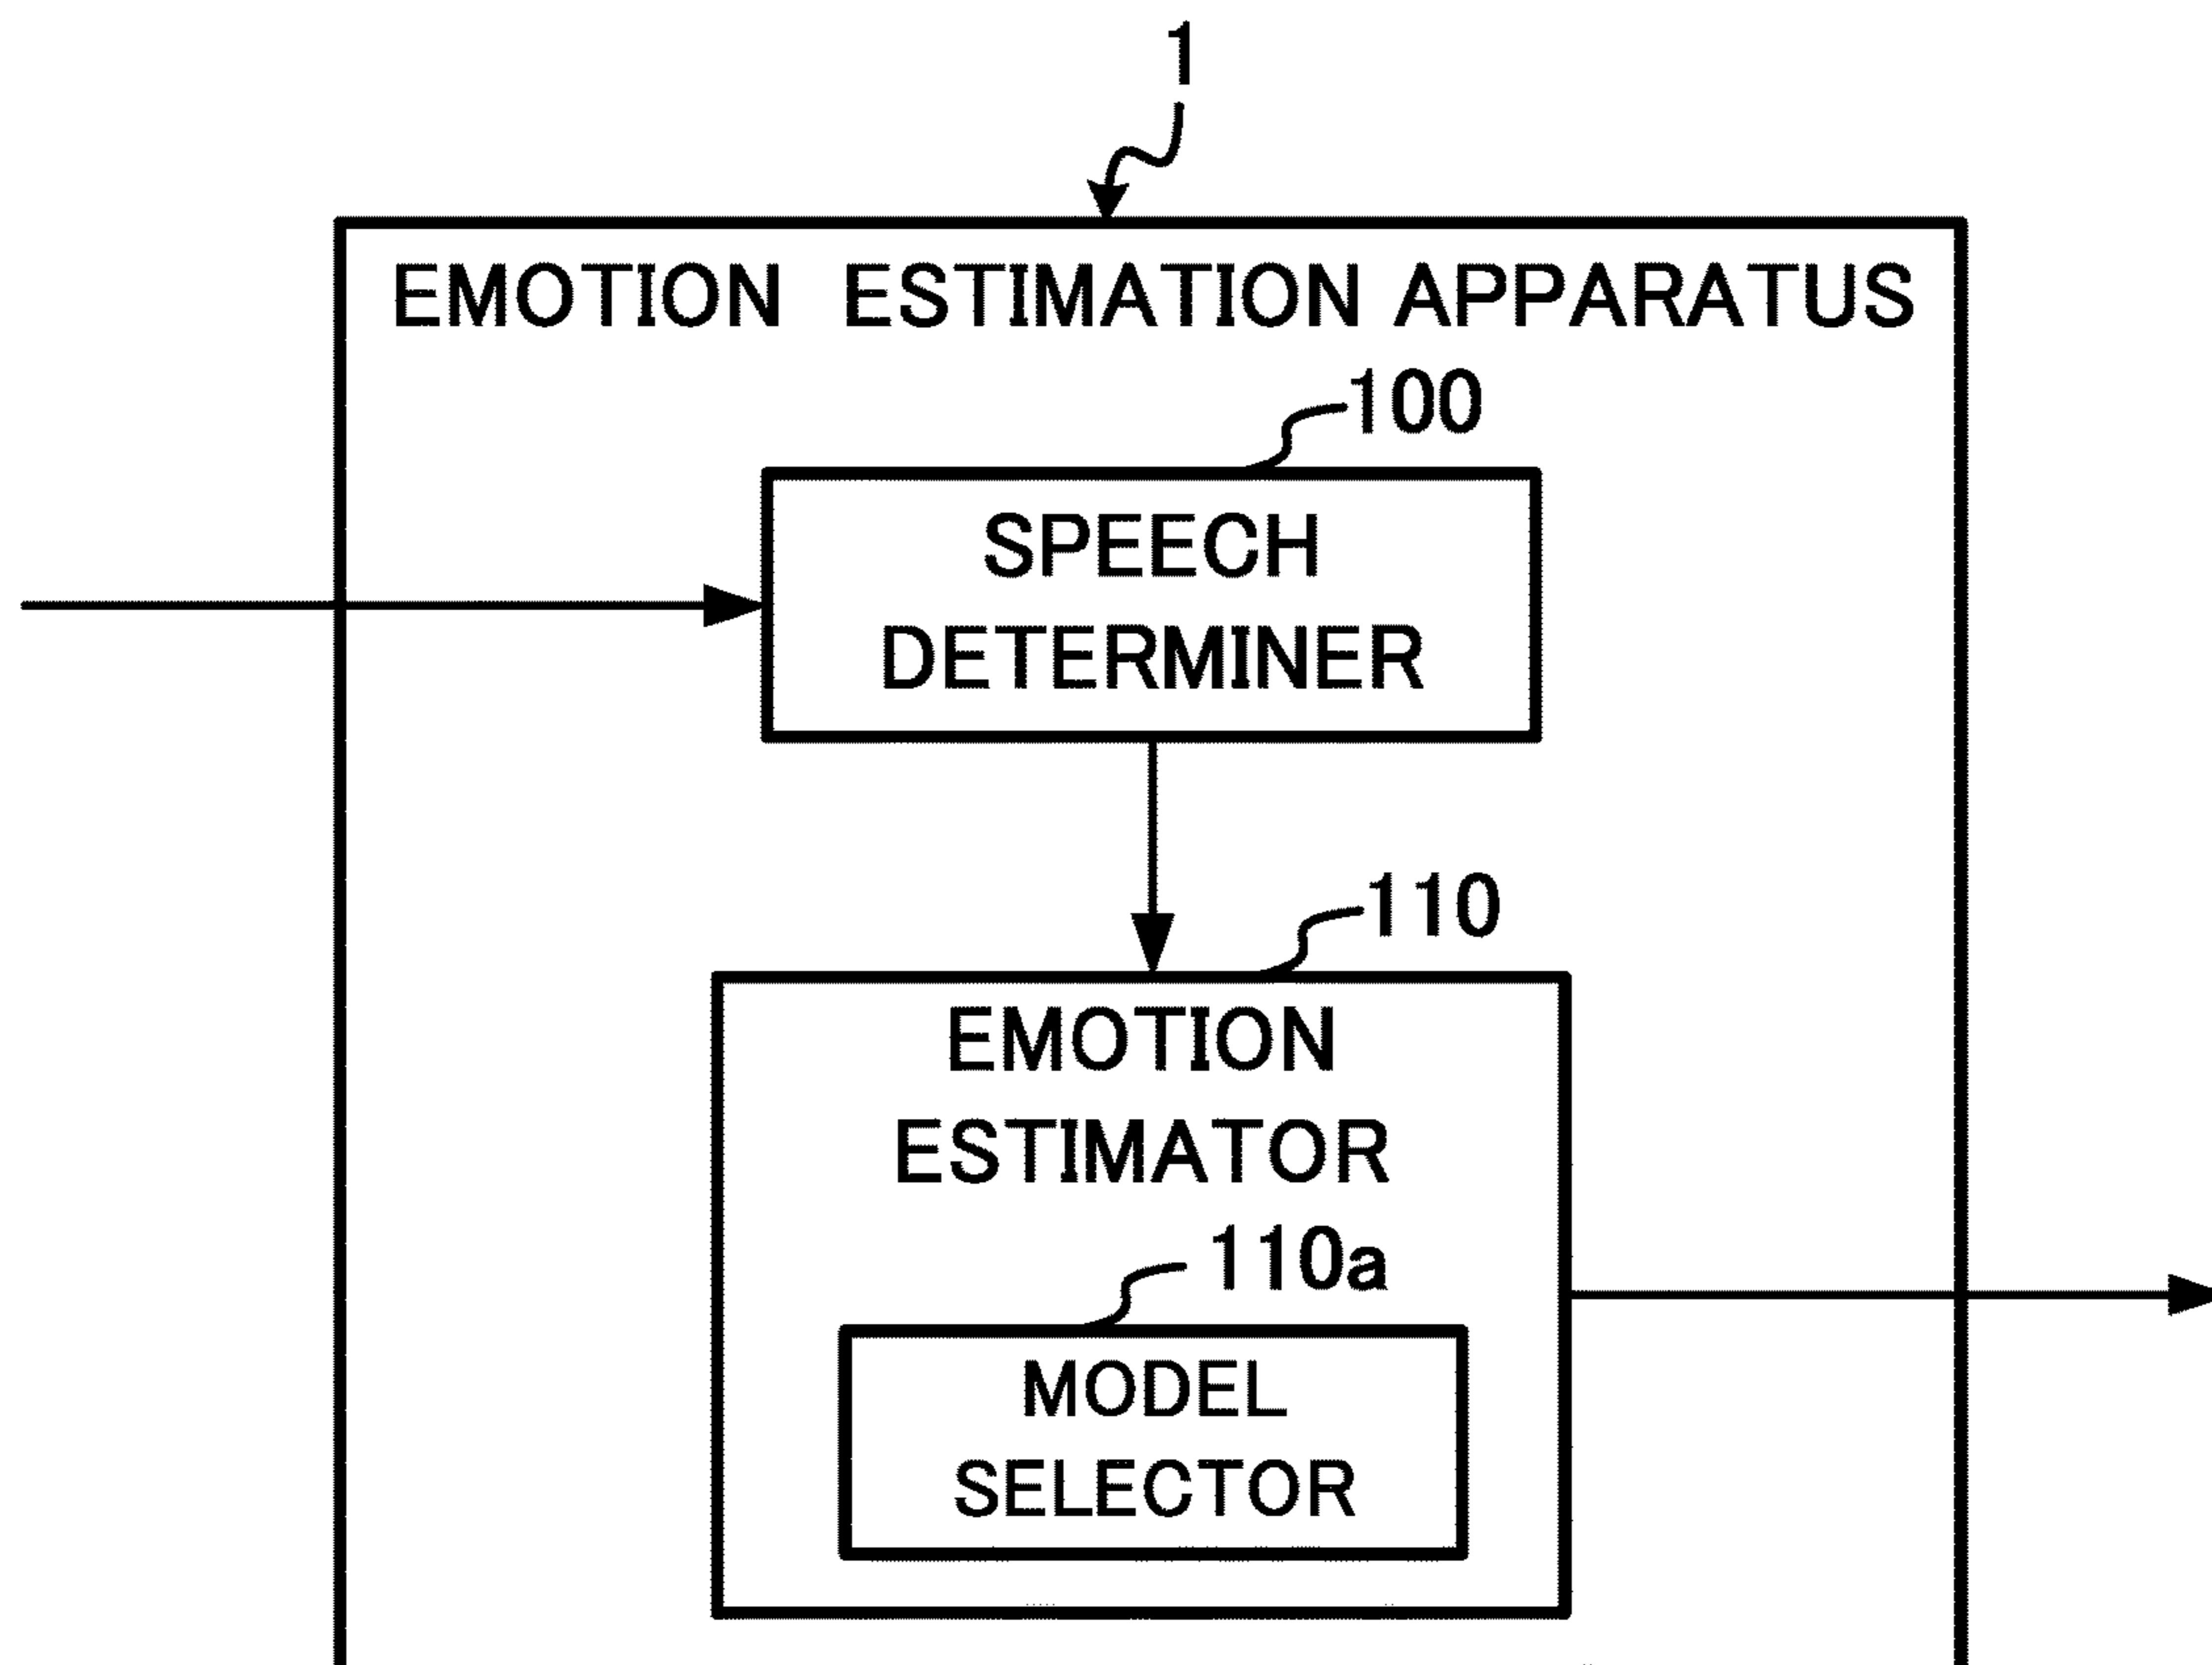 1
EMOTION ESTIMATION APPARATUS
100
SPEECH
DETERMINER
110
EMOTION
ESTIMATOR
110a
MODEL
SELECTOR